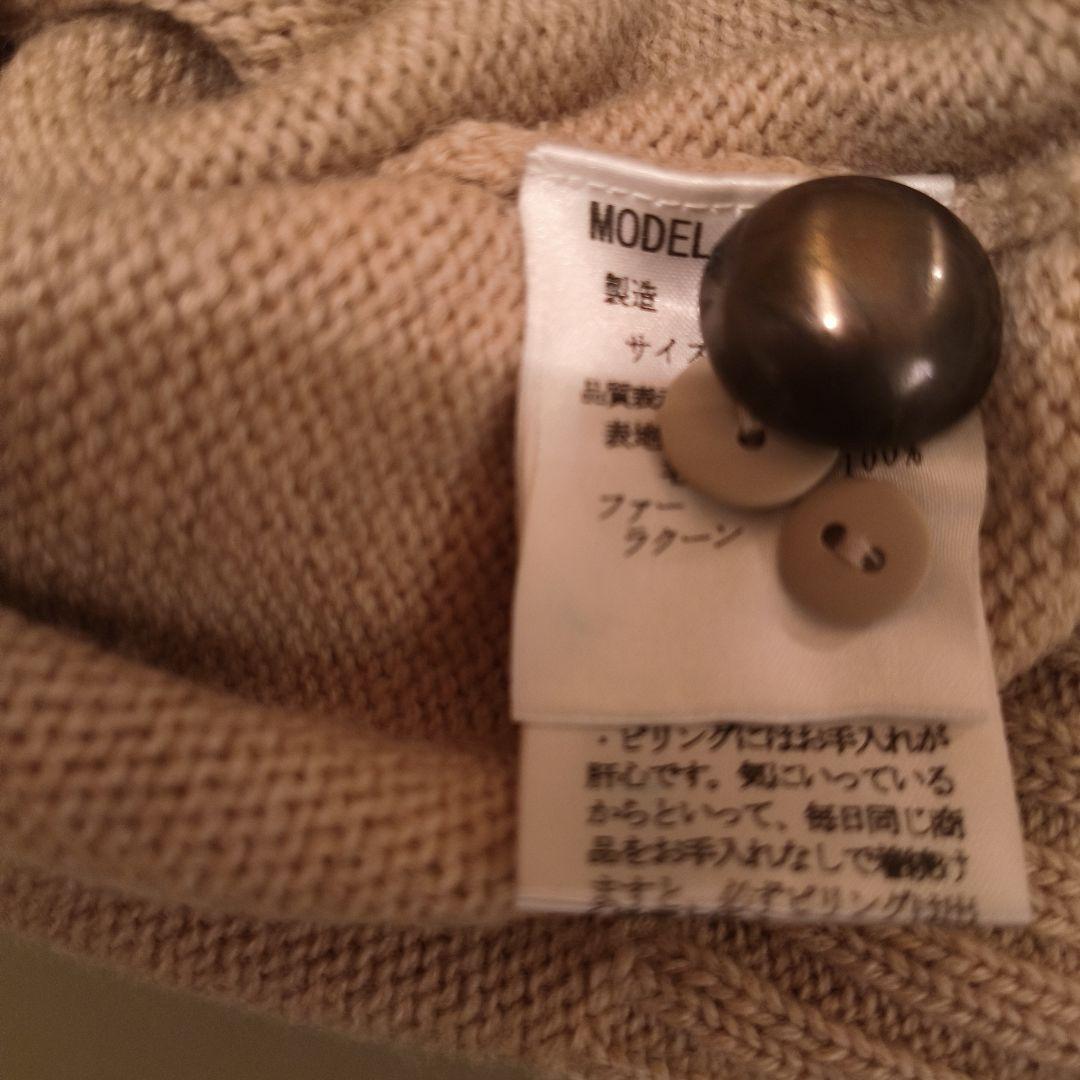 MODEL
製造
サイズ
品質表示
表地
100%
ファー
ラクーン
・ピリングにはお手入れが
肝心です。気にいっている
からといって、毎日同じ商
品をお手入れなしで着続け
ますと、必ずピリングは出